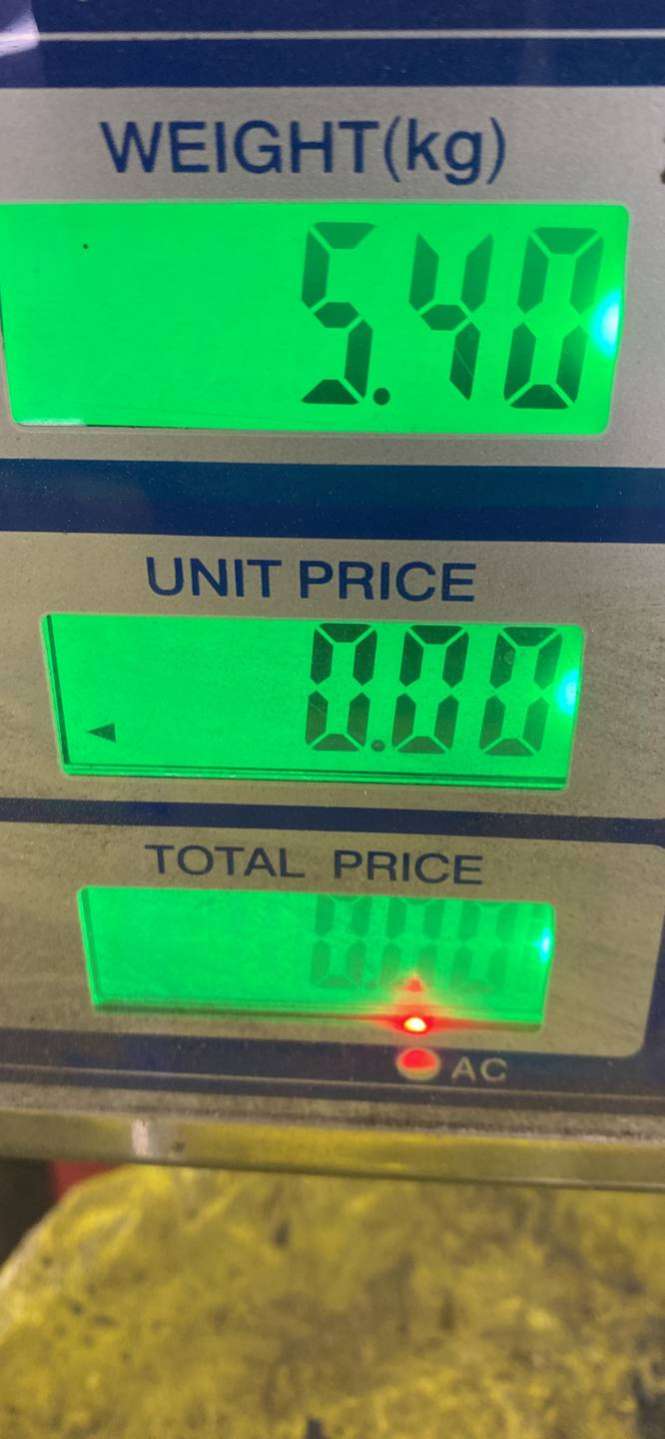 WEIGHT(kg)
5.40
UNIT PRICE
0.00
TOTAL PRICE
0.00
AC